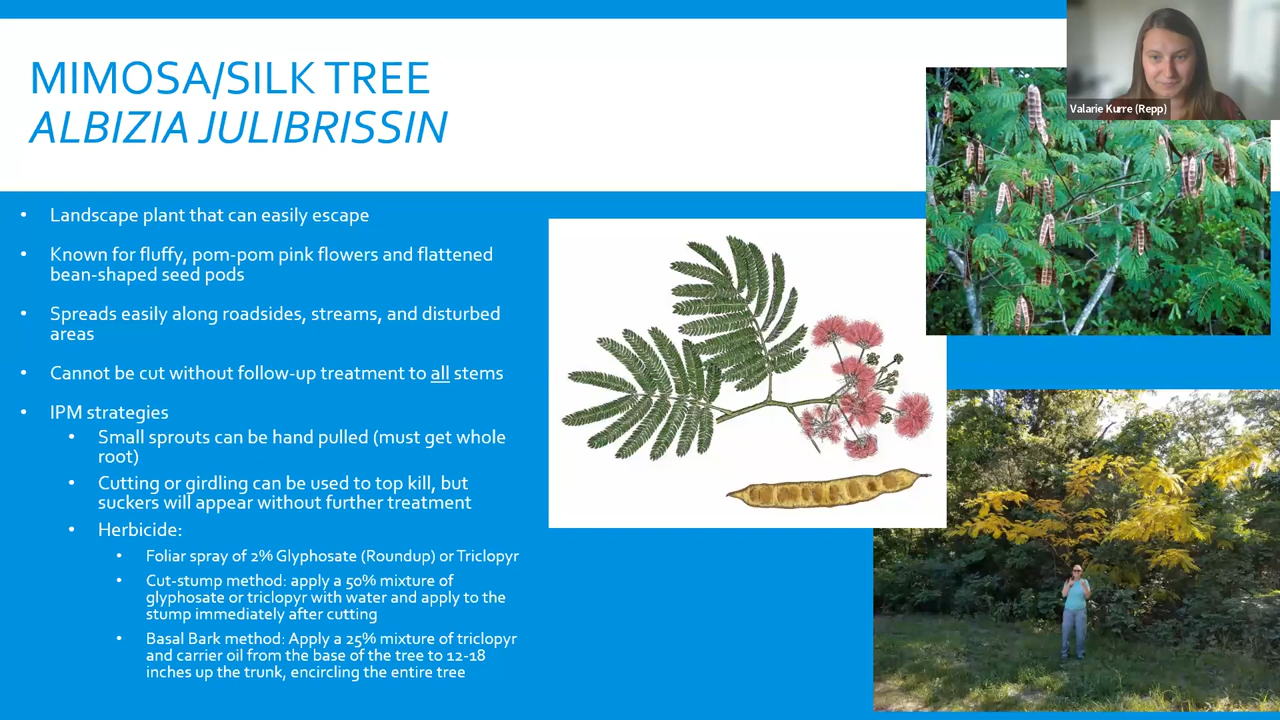 MIMOSA/SILK TREE
ALBIZIA JULIBRISSIN
Valarie Kurre (Repp)
• Landscape plant that can easily escape
• Known for fluffy, pom-pom pink flowers and flattened
bean-shaped seed pods
• Spreads easily along roadsides, streams, and disturbed
areas
• Cannot be cut without follow-up treatment to all stems
• IPM strategies
• Small sprouts can be hand pulled (must get whole
root)
• Cutting or girdling can be used to top kill, but
suckers will appear without further treatment
• Herbicide:
• Foliar spray of 2% Glyphosate (Roundup) or Triclopyr
• Cut-stump method: apply a 50% mixture of
glyphosate or triclopyr with water and apply to the
stump immediately after cutting
• Basal Bark method: Apply a 25% mixture of triclopyr
and carrier oil from the base of the tree to 12-18
inches up the trunk, encircling the entire tree